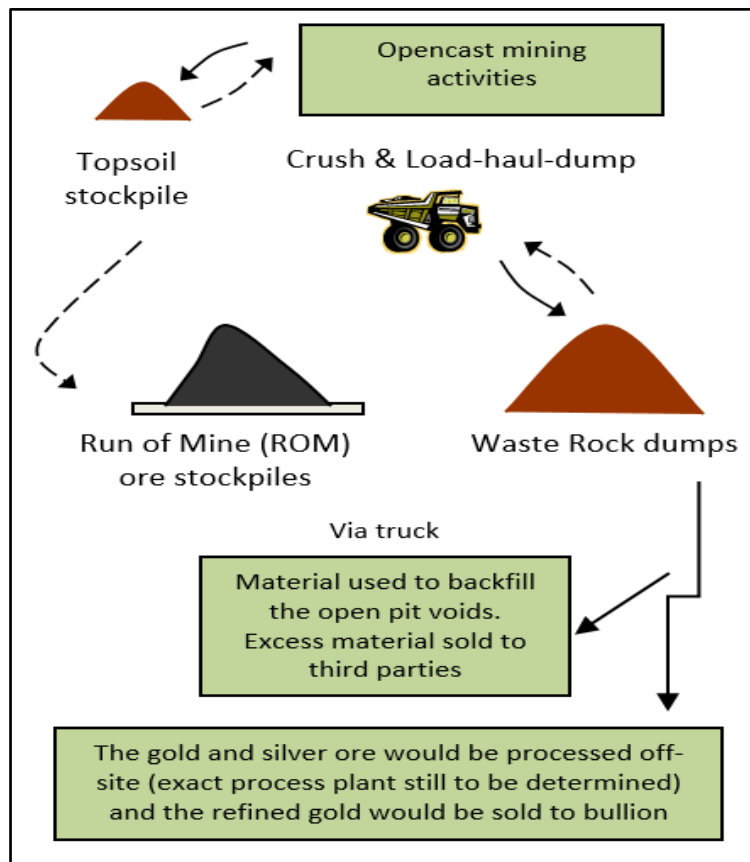 Opencast mining
activities
Topsoil
stockpile
Crush & Load-haul-dump
Run of Mine (ROM)
ore stockpiles
Waste Rock dumps
Via truck
Material used to backfill
the open pit voids.
Excess material sold to
third parties
The gold and silver ore would be processed off-
site (exact process plant still to be determined)
and the refined gold would be sold to bullion